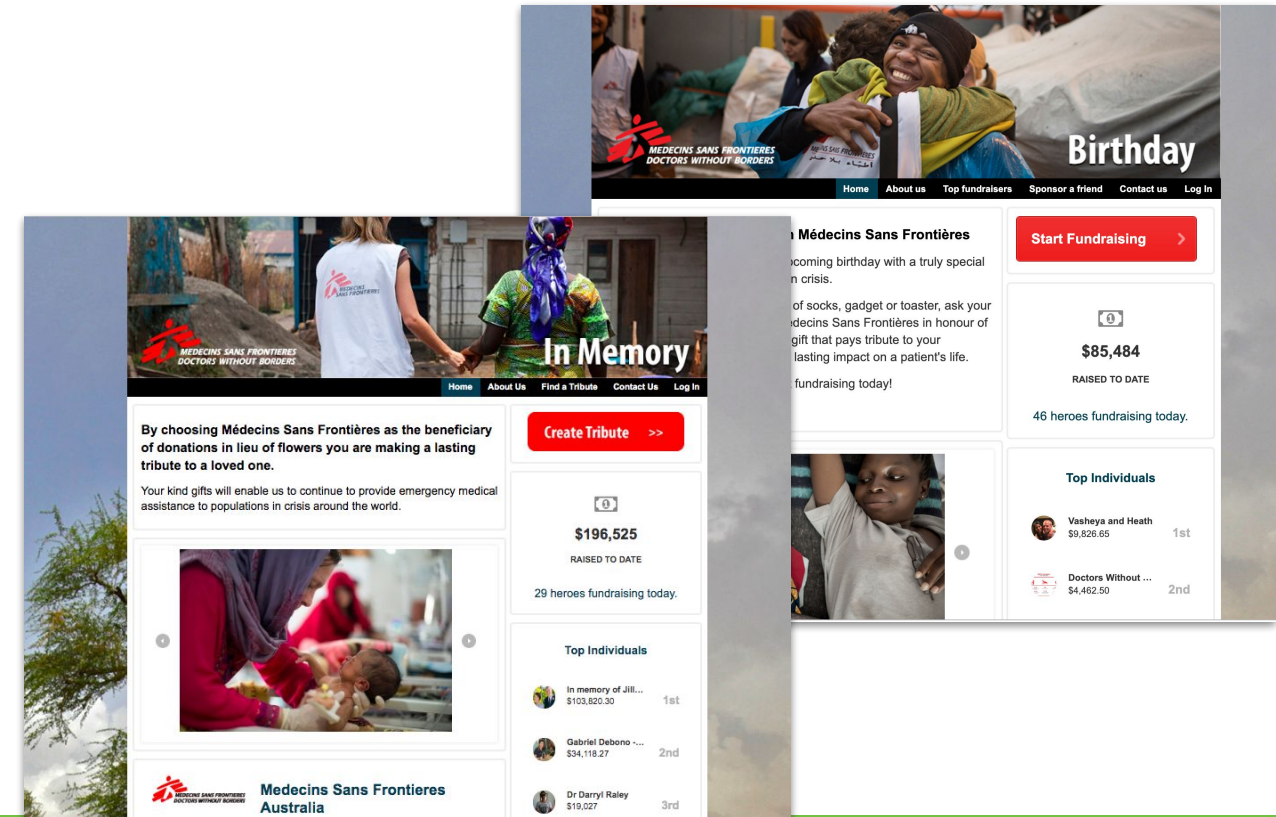 MEDECINS SANS FRONTIERES
DOCTORS WITHOUT BORDERS
Birthday
Home About us Top fundraisers Sponsor a friend Contact us Log In
Médecins Sans Frontières
birthday with a truly special
crisis.
of socks, gadget or toaster, ask your
Sans Frontières in honour of
gift that pays tribute to your
lasting impact on a patient's life.
fundraising today!
Start Fundraising
$85,484
RAISED TO DATE
46 heroes fundraising today.
Top Individuals
Vasheya and Heath
$9,826.65
1st
Doctors Without ...
$4,462.50
2nd
MEDECINS
SANS FRONTIERES
MEDECINS SANS FRONTIERES
DOCTORS WITHOUT BORDERS
In Memory
Home About Us Find a Tribute Contact Us Log In
By choosing Médecins Sans Frontières as the beneficiary
of donations in lieu of flowers you are making a lasting
tribute to a loved one.
Your kind gifts will enable us to continue to provide emergency medical
assistance to populations in crisis around the world.
Create Tribute >>
$196,525
RAISED TO DATE
29 heroes fundraising today.
Top Individuals
In memory of Jill...
$103,820.30
1st
Gabriel Debono -...
$34,118.27
2nd
Dr Darryl Raley
$19,027
3rd
MEDECINS SANS FRONTIERES
DOCTORS WITHOUT BORDERS
Medecins Sans Frontieres
Australia